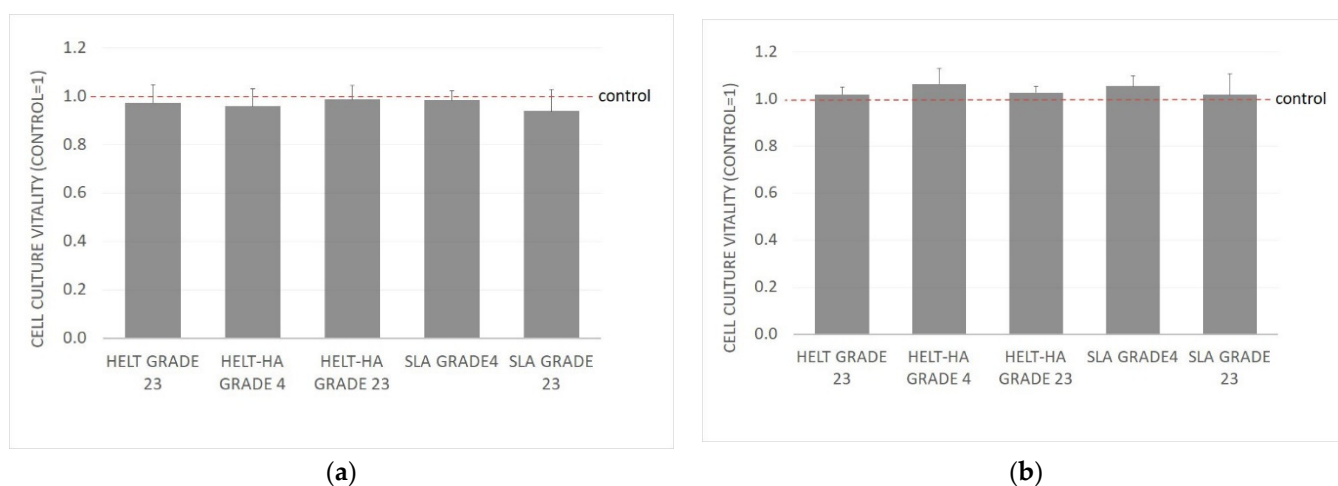 CELL CULTURE VITALITY (CONTROL=1)
1.2
1.0
0.8
0.6
0.4
0.2
0.0
control
HELT GRADE
23
HELT-HA
GRADE 4
HELT-HA
GRADE 23
SLA GRADE4
SLA GRADE
23
(a)
CELL CULTURE VITALITY (CONTROL=1)
1.2
1.0
0.8
0.6
0.4
0.2
0.0
control
HELT GRADE
23
HELT-HA
GRADE 4
HELT-HA
GRADE 23
SLA GRADE4
SLA GRADE
23
(b)